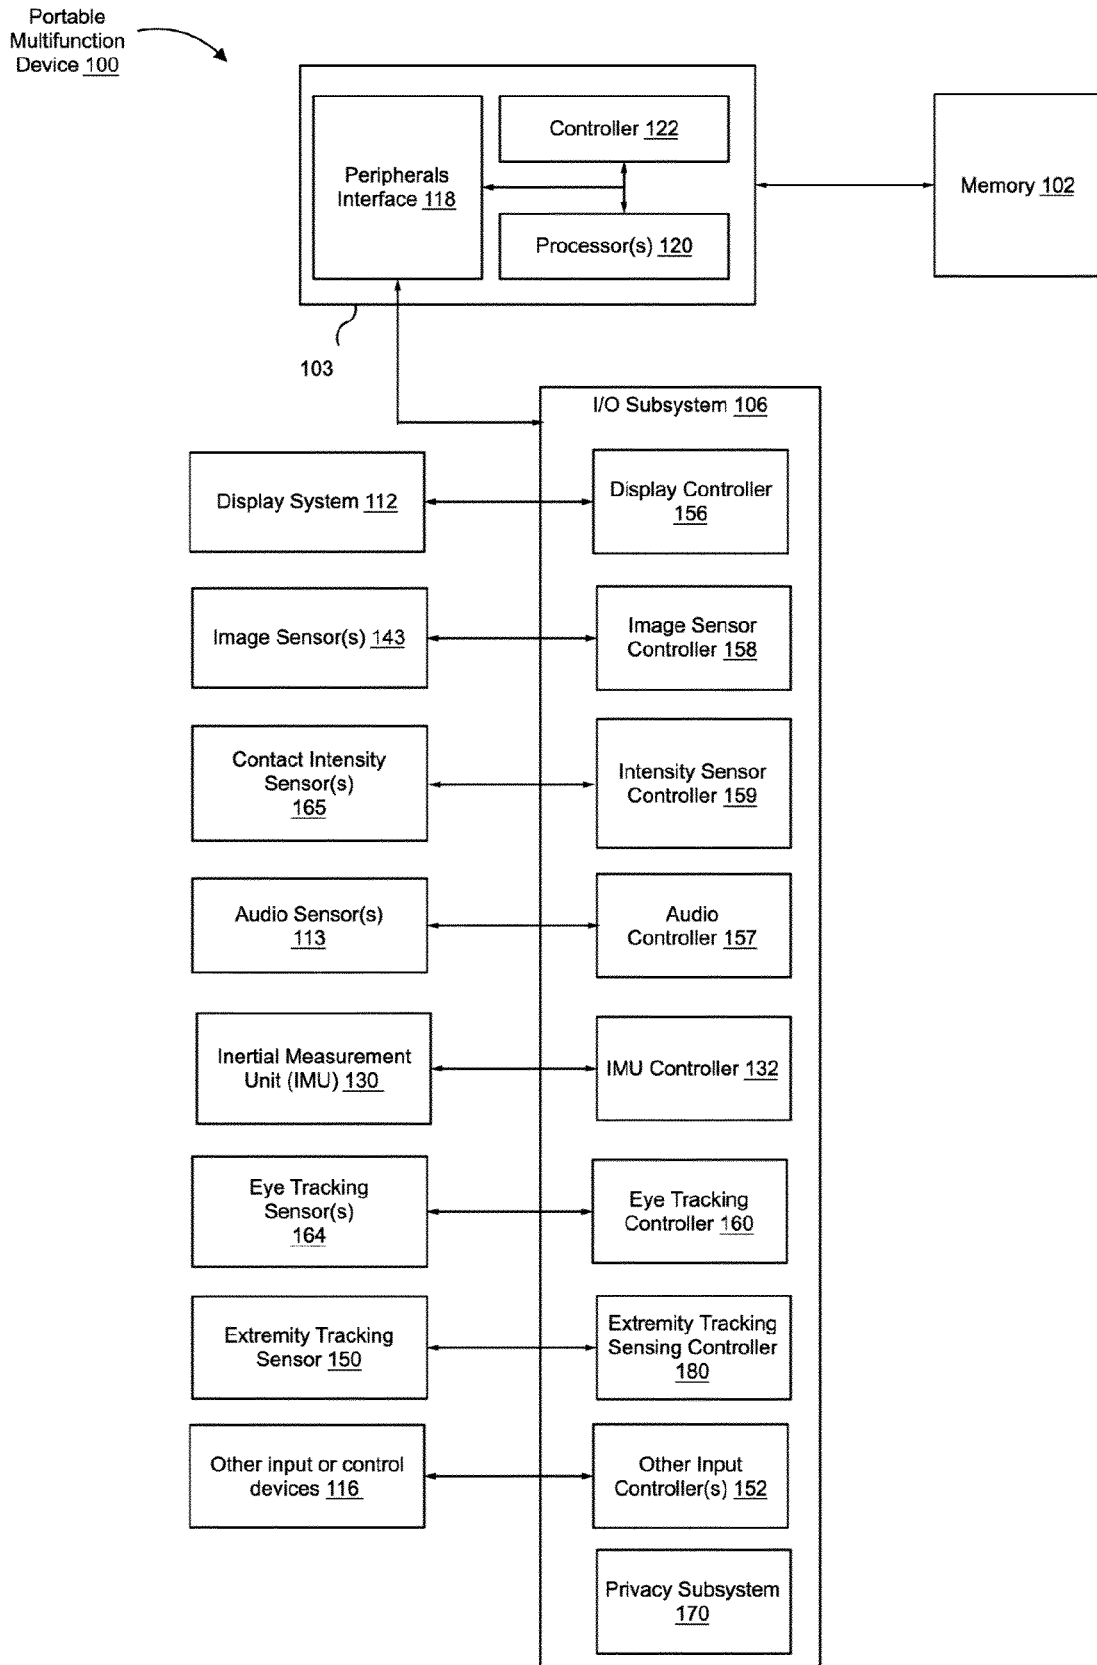 Portable
Multifunction
Device 100
Controller 122
Peripherals
Interface 118
Processor(s) 120
Memory 102
103
I/O Subsystem 106
Display System 112
Display Controller
156
Image Sensor(s) 143
Image Sensor
Controller 158
Contact Intensity
Sensor(s)
165
Intensity Sensor
Controller 159
Audio Sensor(s)
113
Audio
Controller 157
Inertial Measurement
Unit (IMU) 130
IMU Controller 132
Eye Tracking
Sensor(s)
164
Eye Tracking
Controller 160
Extremity Tracking
Sensor 150
Extremity Tracking
Sensing Controller
180
Other input or control
devices 116
Other Input
Controller(s) 152
Privacy Subsystem
170